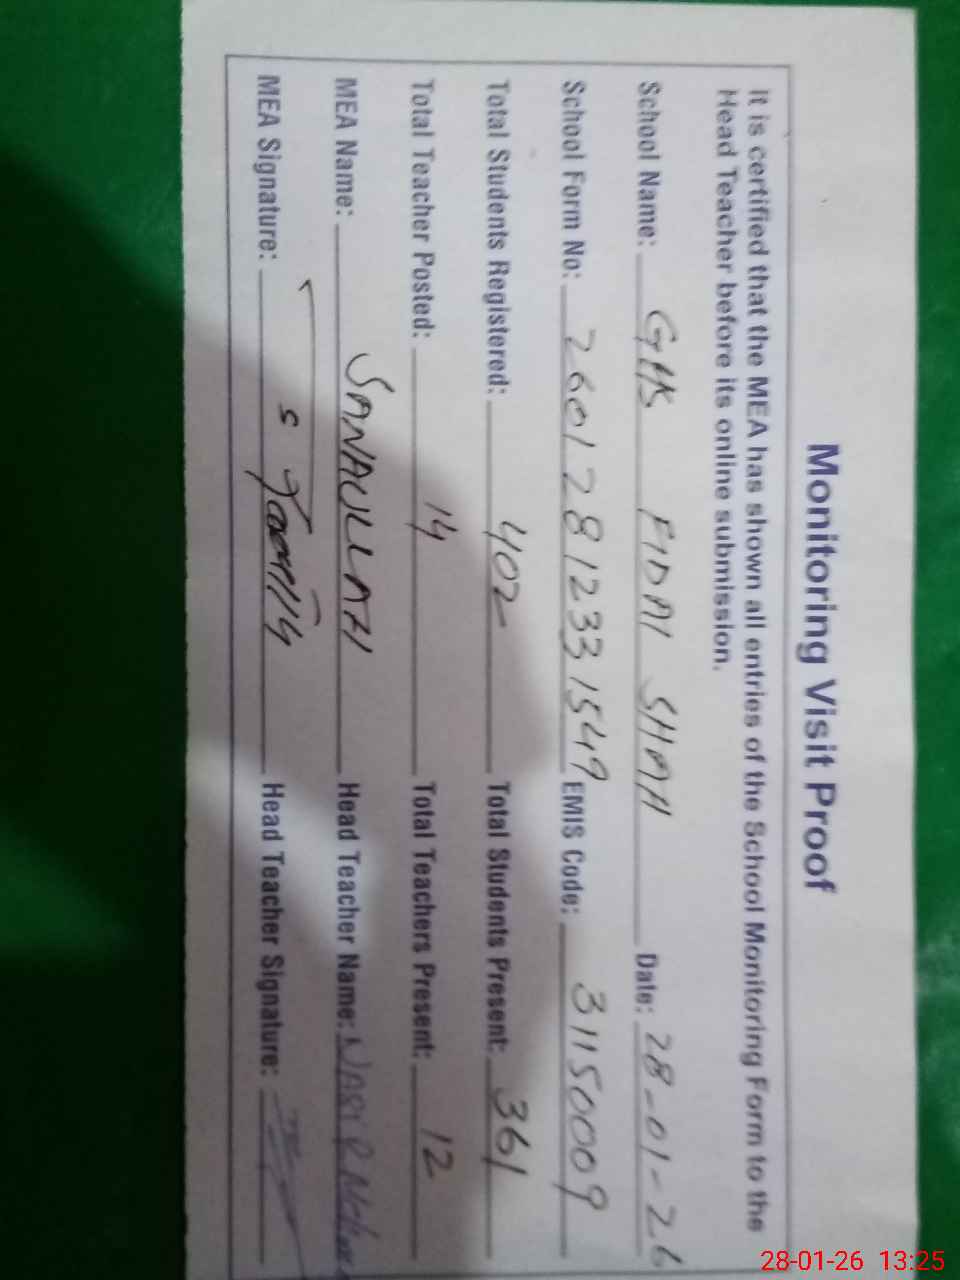 Monitoring Visit Proof
It is certified that the MEA has shown all entries of the School Monitoring Form to the
Head Teacher before its online submission.
School Name: GHS FIDAI SHAH Date: 28-01-26
School Form No: 26012812331549 EMIS Code: 3115009
Total Students Registered: 402 Total Students Present: 361
Total Teacher Posted: 14 Total Teachers Present: 12
MEA Name: SANAULLAH Head Teacher Name:
MEA Signature: Head Teacher Signature:
28-01-26 13:25